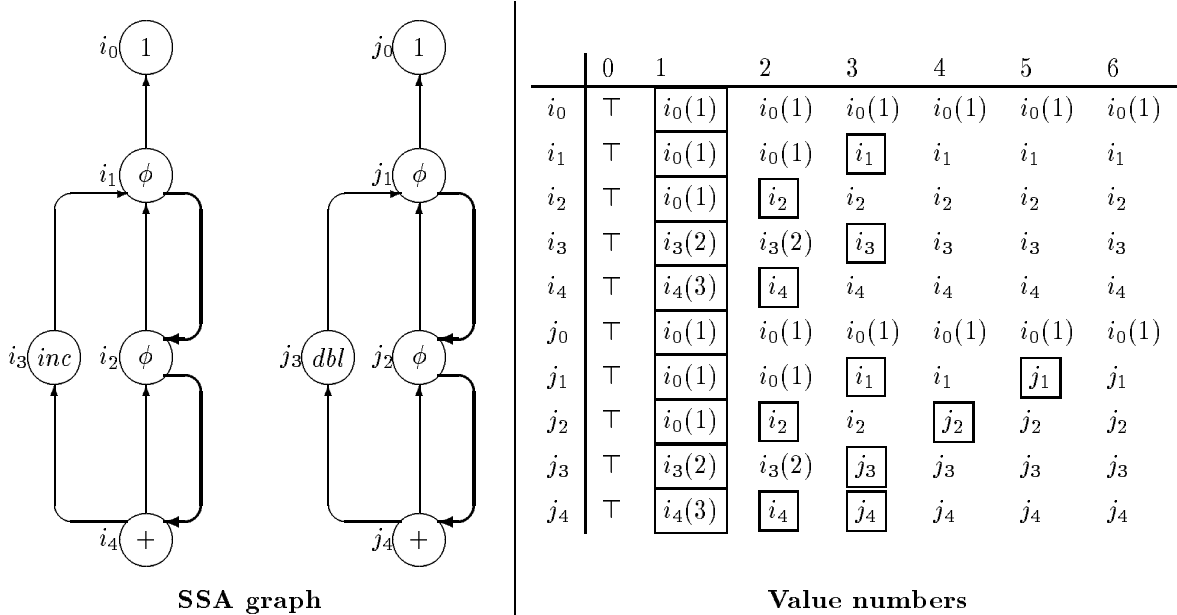 i₀ 1
j₀ 1
i₁ ϕ
j₁ ϕ
i₃ inc
i₂ ϕ
j₃ dbl
j₂ ϕ
i₄ +
j₄ +
SSA graph
0 1 2 3 4 5 6
i₀ ⊤ i₀(1) i₀(1) i₀(1) i₀(1) i₀(1) i₀(1)
i₁ ⊤ i₀(1) i₀(1) i₁ i₁ i₁ i₁
i₂ ⊤ i₀(1) i₂ i₂ i₂ i₂ i₂
i₃ ⊤ i₃(2) i₃(2) i₃ i₃ i₃ i₃
i₄ ⊤ i₄(3) i₄ i₄ i₄ i₄ i₄
j₀ ⊤ i₀(1) i₀(1) i₀(1) i₀(1) i₀(1) i₀(1)
j₁ ⊤ i₀(1) i₀(1) i₁ i₁ j₁ j₁
j₂ ⊤ i₀(1) i₂ i₂ j₂ j₂ j₂
j₃ ⊤ i₃(2) i₃(2) j₃ j₃ j₃ j₃
j₄ ⊤ i₄(3) i₄ j₄ j₄ j₄ j₄
Value numbers